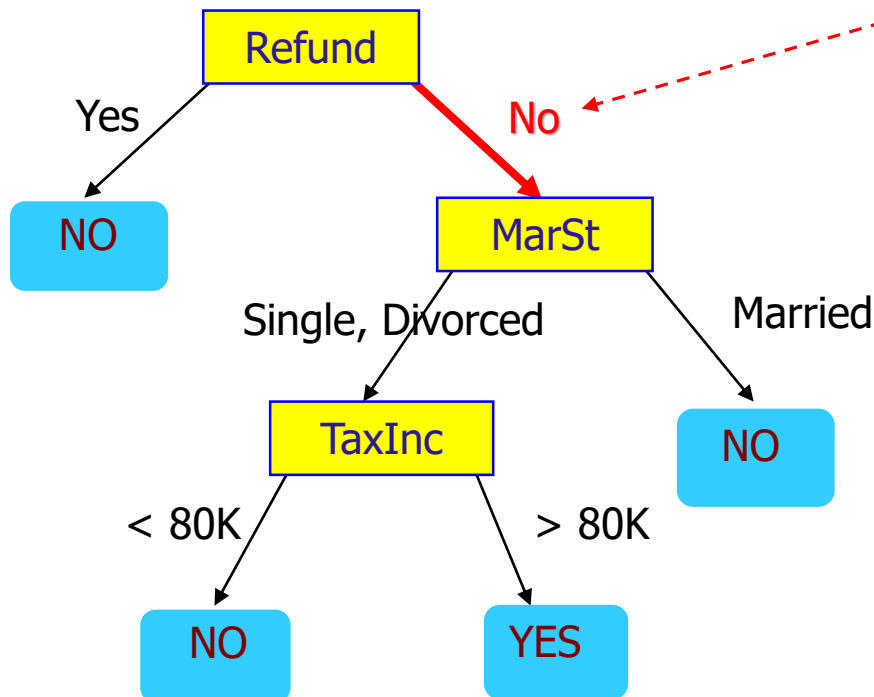 Refund
Yes
No
NO
MarSt
Single, Divorced
Married
TaxInc
NO
< 80K
> 80K
NO
YES